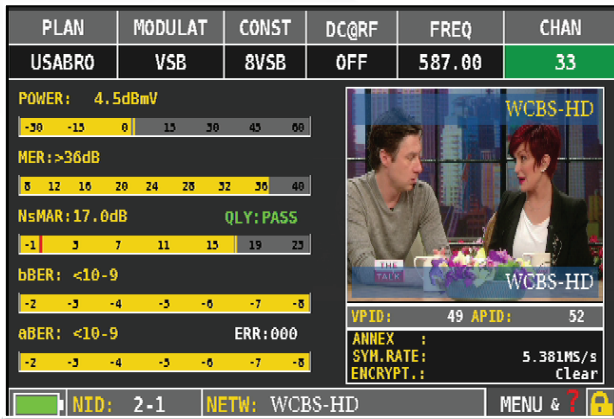 PLAN MODULAT CONST DC@RF FREQ CHAN
USABRO VSB 8VSB OFF 587.00 33
POWER: 4.5dBmV
-30 -15 0 15 30 45 60
MER:>36dB
8 12 16 20 24 28 32 36 40
NsMAR:17.0dB QLY:PASS
-1 3 7 11 15 19 23
bBER: <10-9
-2 -3 -4 -5 -6 -7 -8
aBER: <10-9 ERR:000
-2 -3 -4 -5 -6 -7 -8
WCBS-HD
THE
TALK
WCBS-HD
VPID: 49 APID: 52
ANNEX :
SYM.RATE: 5.381MS/s
ENCRYPT.: Clear
NID: 2-1 NETW: WCBS-HD MENU & ?